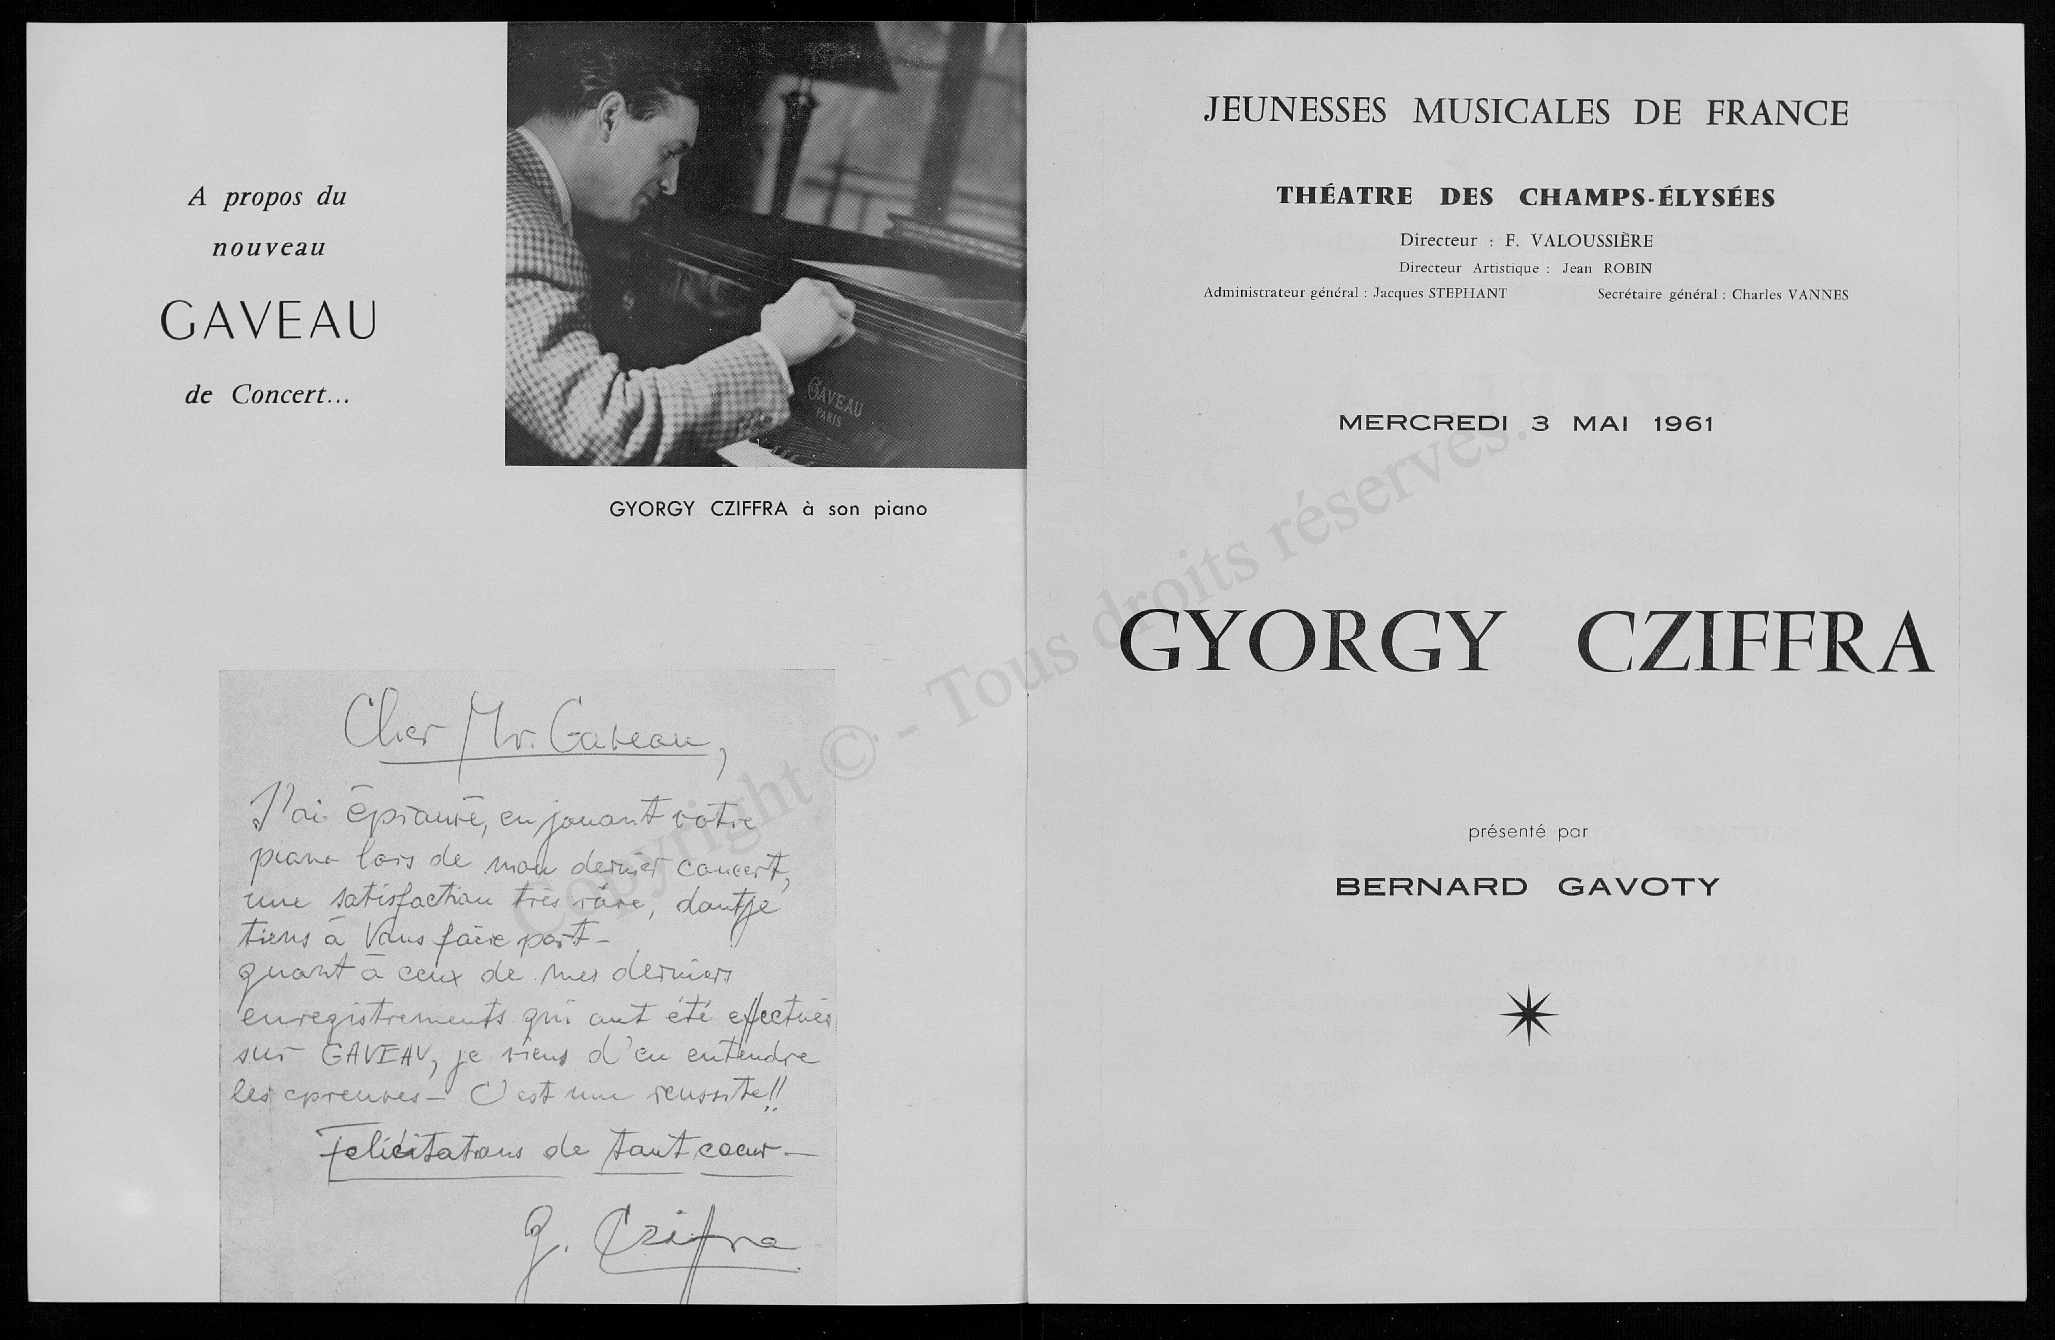 A propos du
nouveau
GAVEAU
de Concert...
GAVEAU
PARIS
GYORGY CZIFFRA à son piano
Cher Mr. Gaveau,
J'ai éprouvé, en jouant votre
piano lors de mon dernier concert,
une satisfaction très rare, dont je
tiens à Vous faire part -
quant à ceux de mes derniers
enregistrements qui ont été effectués
sur GAVEAU, je viens d'en entendre
les epreuves - C'est une reussite!!
Felicitations de tout coeur -
g. Cziffra
JEUNESSES MUSICALES DE FRANCE
THÉATRE DES CHAMPS-ÉLYSÉES
Directeur : F. VALOUSSIÈRE
Directeur Artistique : Jean ROBIN
Administrateur général : Jacques STEPHANT Secrétaire général : Charles VANNES
MERCREDI 3 MAI 1961
GYORGY CZIFFRA
présenté par
BERNARD GAVOTY
Copyright © - Tous droits réservés.